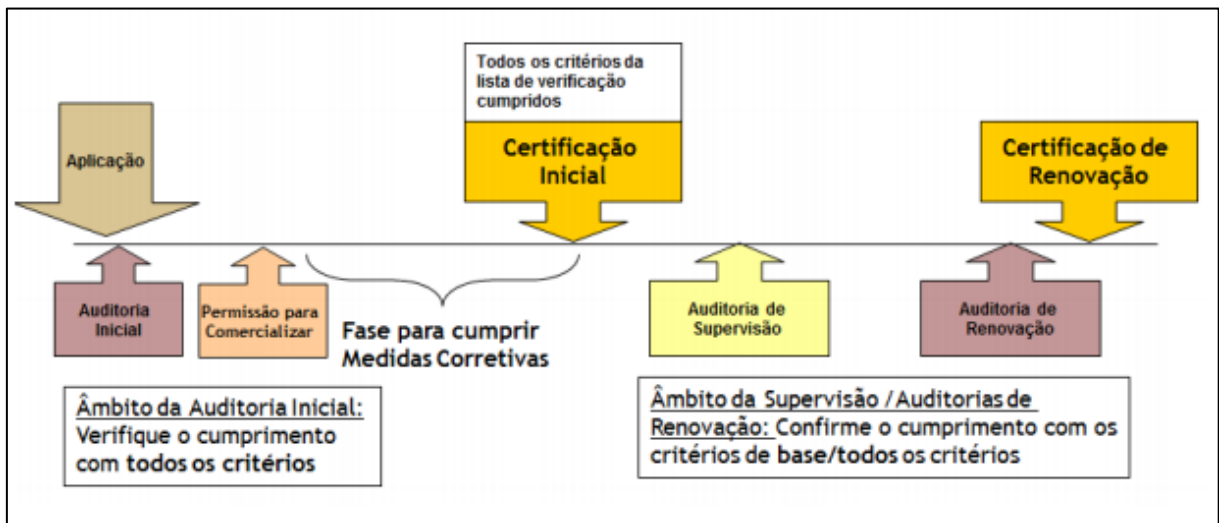 Todos os critérios da
lista de verificação
cumpridos
Aplicação
Certificação
Inicial
Certificação de
Renovação
Auditoria
Inicial
Permissão para
Comercializar
Fase para cumprir
Medidas Corretivas
Auditoria de
Supervisão
Auditoria de
Renovação
Âmbito da Auditoria Inicial:
Verifique o cumprimento
com todos os critérios
Âmbito da Supervisão /Auditorias de
Renovação: Confirme o cumprimento com os
critérios de base/todos os critérios